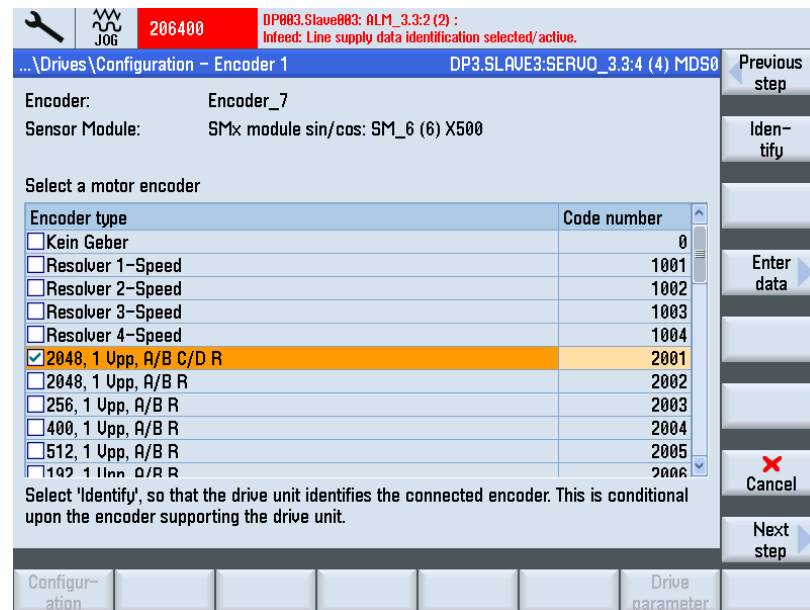 JOG
206400
DP003.Slave003: ALM_3.3:2 (2) :
Infeed: Line supply data identification selected/active.
...\Drives\Configuration – Encoder 1
DP3.SLAVE3:SERVO_3.3:4 (4) MDS0
Previous
step
Encoder:
Encoder_7
Sensor Module:
SMx module sin/cos: SM_6 (6) X500
Iden-
tify
Select a motor encoder
Encoder type
Code number
Kein Geber
0
Resolver 1-Speed
1001
Resolver 2-Speed
1002
Resolver 3-Speed
1003
Resolver 4-Speed
1004
Enter
data
2048, 1 Vpp, A/B C/D R
2001
2048, 1 Vpp, A/B R
2002
256, 1 Vpp, A/B R
2003
400, 1 Vpp, A/B R
2004
512, 1 Vpp, A/B R
2005
192, 1 Vpp, A/B R
2006
Cancel
Select 'Identify', so that the drive unit identifies the connected encoder. This is conditional
upon the encoder supporting the drive unit.
Next
step
Configur-
ation
Drive
parameter